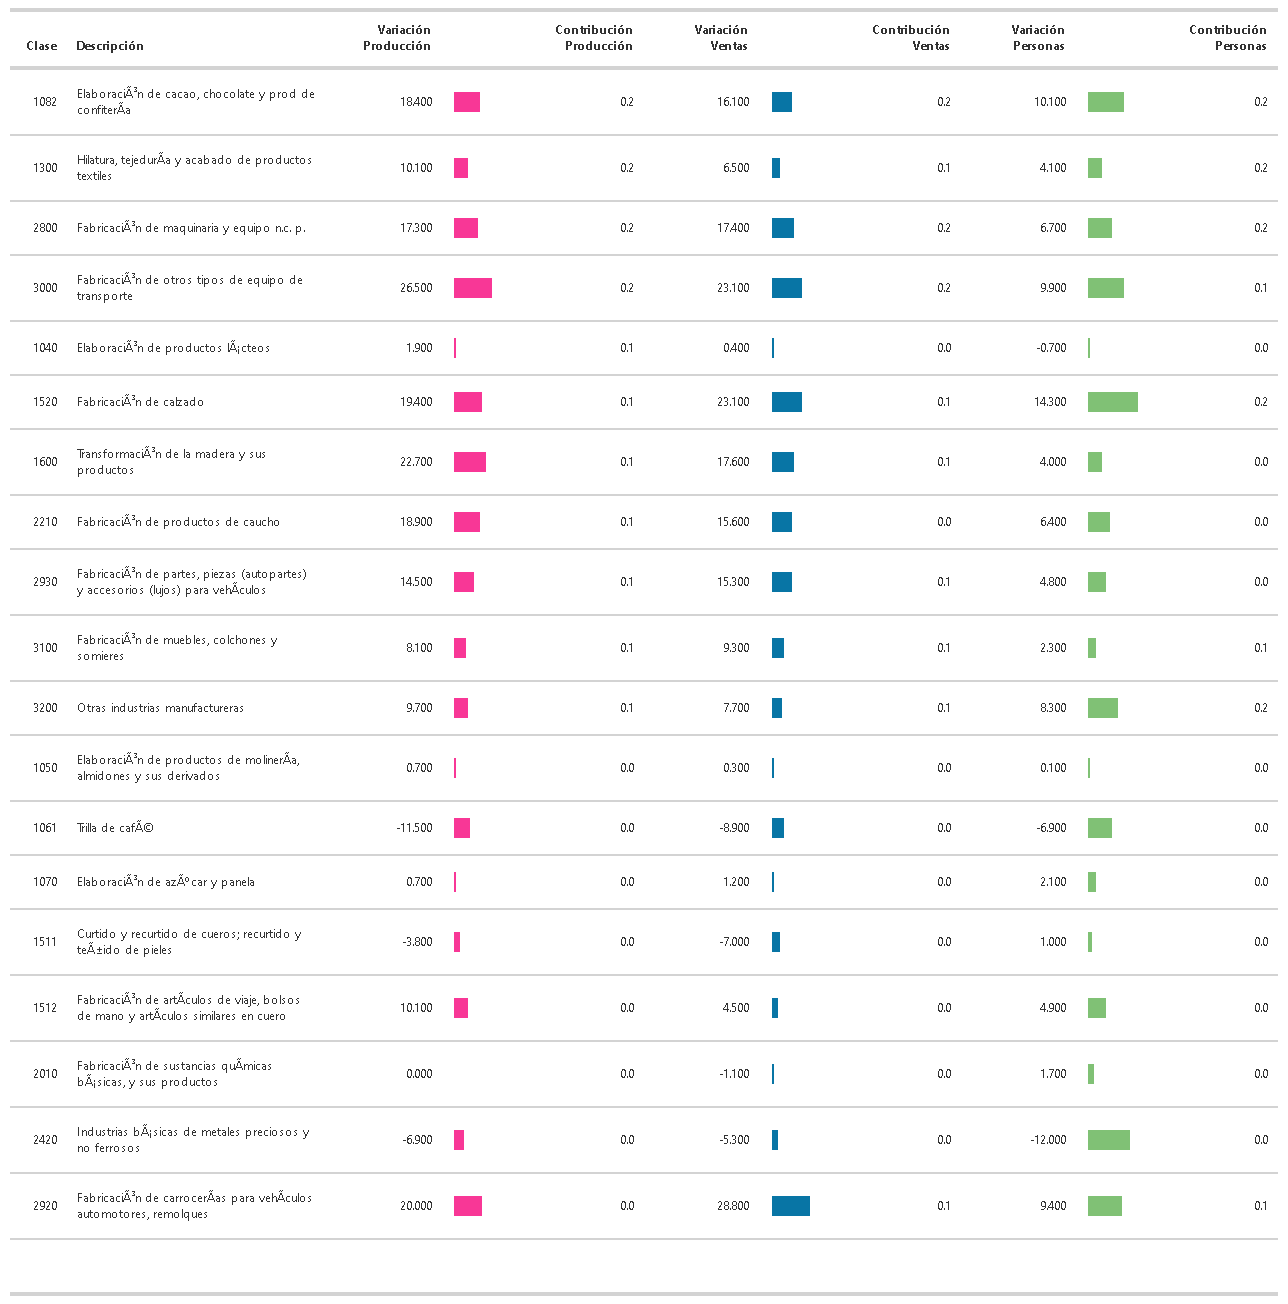 Clase Descripción Variación Producción Contribución Producción Variación Ventas Contribución Ventas Variación Personas Contribución Personas
1082 ElaboraciÃ³n de cacao, chocolate y prod de confiterÃa 18.400 0.2 16.100 0.2 10.100 0.2
1300 Hilatura, tejedurÃa y acabado de productos textiles 10.100 0.2 6.500 0.1 4.100 0.2
2800 FabricaciÃ³n de maquinaria y equipo n.c. p. 17.300 0.2 17.400 0.2 6.700 0.2
3000 FabricaciÃ³n de otros tipos de equipo de transporte 26.500 0.2 23.100 0.2 9.900 0.1
1040 ElaboraciÃ³n de productos lÃ¡cteos 1.900 0.1 0.400 0.0 -0.700 0.0
1520 FabricaciÃ³n de calzado 19.400 0.1 23.100 0.1 14.300 0.2
1600 TransformaciÃ³n de la madera y sus productos 22.700 0.1 17.600 0.1 4.000 0.0
2210 FabricaciÃ³n de productos de caucho 18.900 0.1 15.600 0.0 6.400 0.0
2930 FabricaciÃ³n de partes, piezas (autopartes) y accesorios (lujos) para vehÃculos 14.500 0.1 15.300 0.1 4.800 0.0
3100 FabricaciÃ³n de muebles, colchones y somieres 8.100 0.1 9.300 0.1 2.300 0.1
3200 Otras industrias manufactureras 9.700 0.1 7.700 0.1 8.300 0.2
1050 ElaboraciÃ³n de productos de molinerÃa, almidones y sus derivados 0.700 0.0 0.300 0.0 0.100 0.0
1061 Trilla de cafÃ© -11.500 0.0 -8.900 0.0 -6.900 0.0
1070 ElaboraciÃ³n de azÃºcar y panela 0.700 0.0 1.200 0.0 2.100 0.0
1511 Curtido y recurtido de cueros; recurtido y teÃ±ido de pieles -3.800 0.0 -7.000 0.0 1.000 0.0
1512 FabricaciÃ³n de artÃculos de viaje, bolsos de mano y artÃculos similares en cuero 10.100 0.0 4.500 0.0 4.900 0.0
2010 FabricaciÃ³n de sustancias quÃmicas bÃ¡sicas, y sus productos 0.000 0.0 -1.100 0.0 1.700 0.0
2420 Industrias bÃ¡sicas de metales preciosos y no ferrosos -6.900 0.0 -5.300 0.0 -12.000 0.0
2920 FabricaciÃ³n de carrocerÃas para vehÃculos automotores, remolques 20.000 0.0 28.800 0.1 9.400 0.1